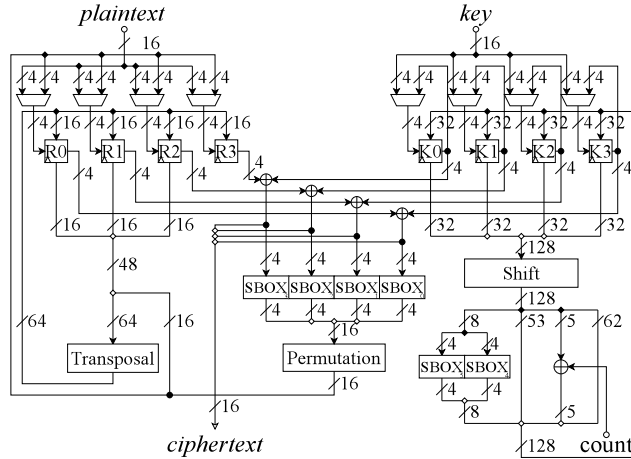 plaintext key
16 16
4 4 4 4 4 4 4 4 4 4 4 4 4 4 4 4
4 16 4 16 4 16 4 16 4 32 4 32 4 32 4 32
R0 R1 R2 R3 K0 K1 K2 K3
4 4 4 4 4 4 4 4
16 16 16 32 32 32 32
128
48 4 4 4 4 Shift
SBOX SBOX SBOX SBOX 128
4 4 4 4
64 64 16 16 8 53 5 62
Transposal Permutation 4 4
SBOX SBOX
16 4 4
16 8 5
ciphertext 128 count